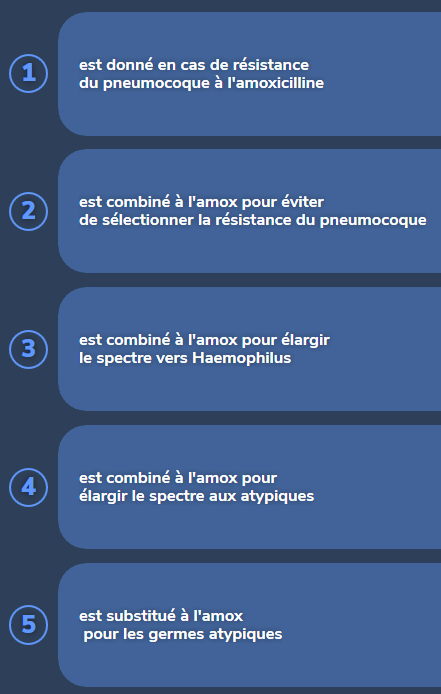 1
est donné en cas de résistance
du pneumocoque à l'amoxicilline
2
est combiné à l'amox pour éviter
de sélectionner la résistance du pneumocoque
3
est combiné à l'amox pour élargir
le spectre vers Haemophilus
4
est combiné à l'amox pour
élargir le spectre aux atypiques
5
est substitué à l'amox
pour les germes atypiques